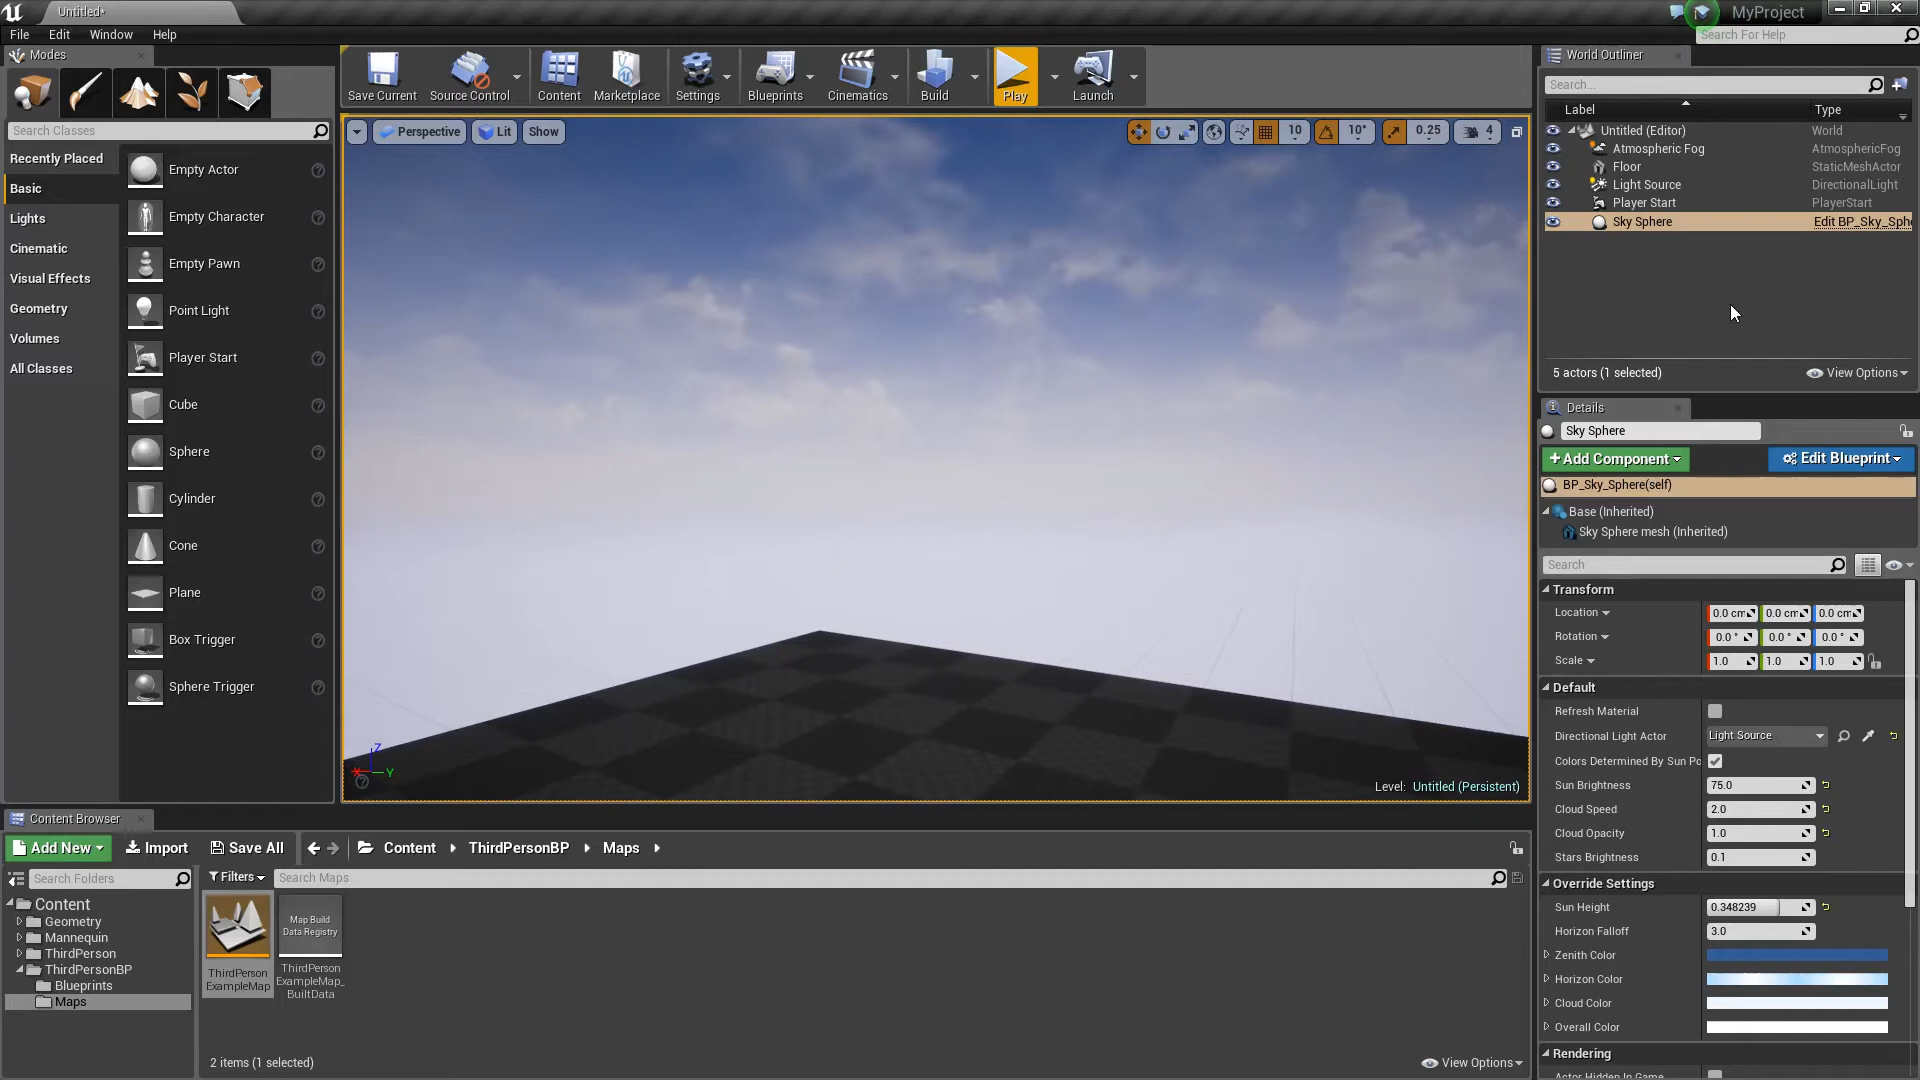 Untitled*
MyProject
File Edit Window Help
Search For Help
Modes
Search Classes
Recently Placed
Basic
Lights
Cinematic
Visual Effects
Geometry
Volumes
All Classes
Empty Actor
Empty Character
Empty Pawn
Point Light
Player Start
Cube
Sphere
Cylinder
Cone
Plane
Box Trigger
Sphere Trigger
Save Current Source Control Content Marketplace Settings Blueprints Cinematics Build Play Launch
Perspective Lit Show 10 10° 0.25 4
Z
X Y
Level: Untitled (Persistent)
World Outliner
Search...
Label Type
Untitled (Editor) World
Atmospheric Fog AtmosphericFog
Floor StaticMeshActor
Light Source DirectionalLight
Player Start PlayerStart
Sky Sphere Edit BP_Sky_Sph
5 actors (1 selected) View Options
Details
Sky Sphere
+Add Component Edit Blueprint
BP_Sky_Sphere(self)
Base (Inherited)
Sky Sphere mesh (Inherited)
Search
Transform
Location 0.0 cm 0.0 cm 0.0 cm
Rotation 0.0 ° 0.0 ° 0.0 °
Scale 1.0 1.0 1.0
Default
Refresh Material
Directional Light Actor Light Source
Colors Determined By Sun Po
Sun Brightness 75.0
Cloud Speed 2.0
Cloud Opacity 1.0
Stars Brightness 0.1
Override Settings
Sun Height 0.348239
Horizon Falloff 3.0
Zenith Color
Horizon Color
Cloud Color
Overall Color
Rendering
Actor Hidden In Game
Content Browser
Add New Import Save All Content ThirdPersonBP Maps
Search Folders
Filters Search Maps
Content
Geometry
Mannequin
ThirdPerson
ThirdPersonBP
Blueprints
Maps
ThirdPerson
ExampleMap
Map Build
Data Registry
ThirdPerson
ExampleMap_
BuiltData
2 items (1 selected) View Options